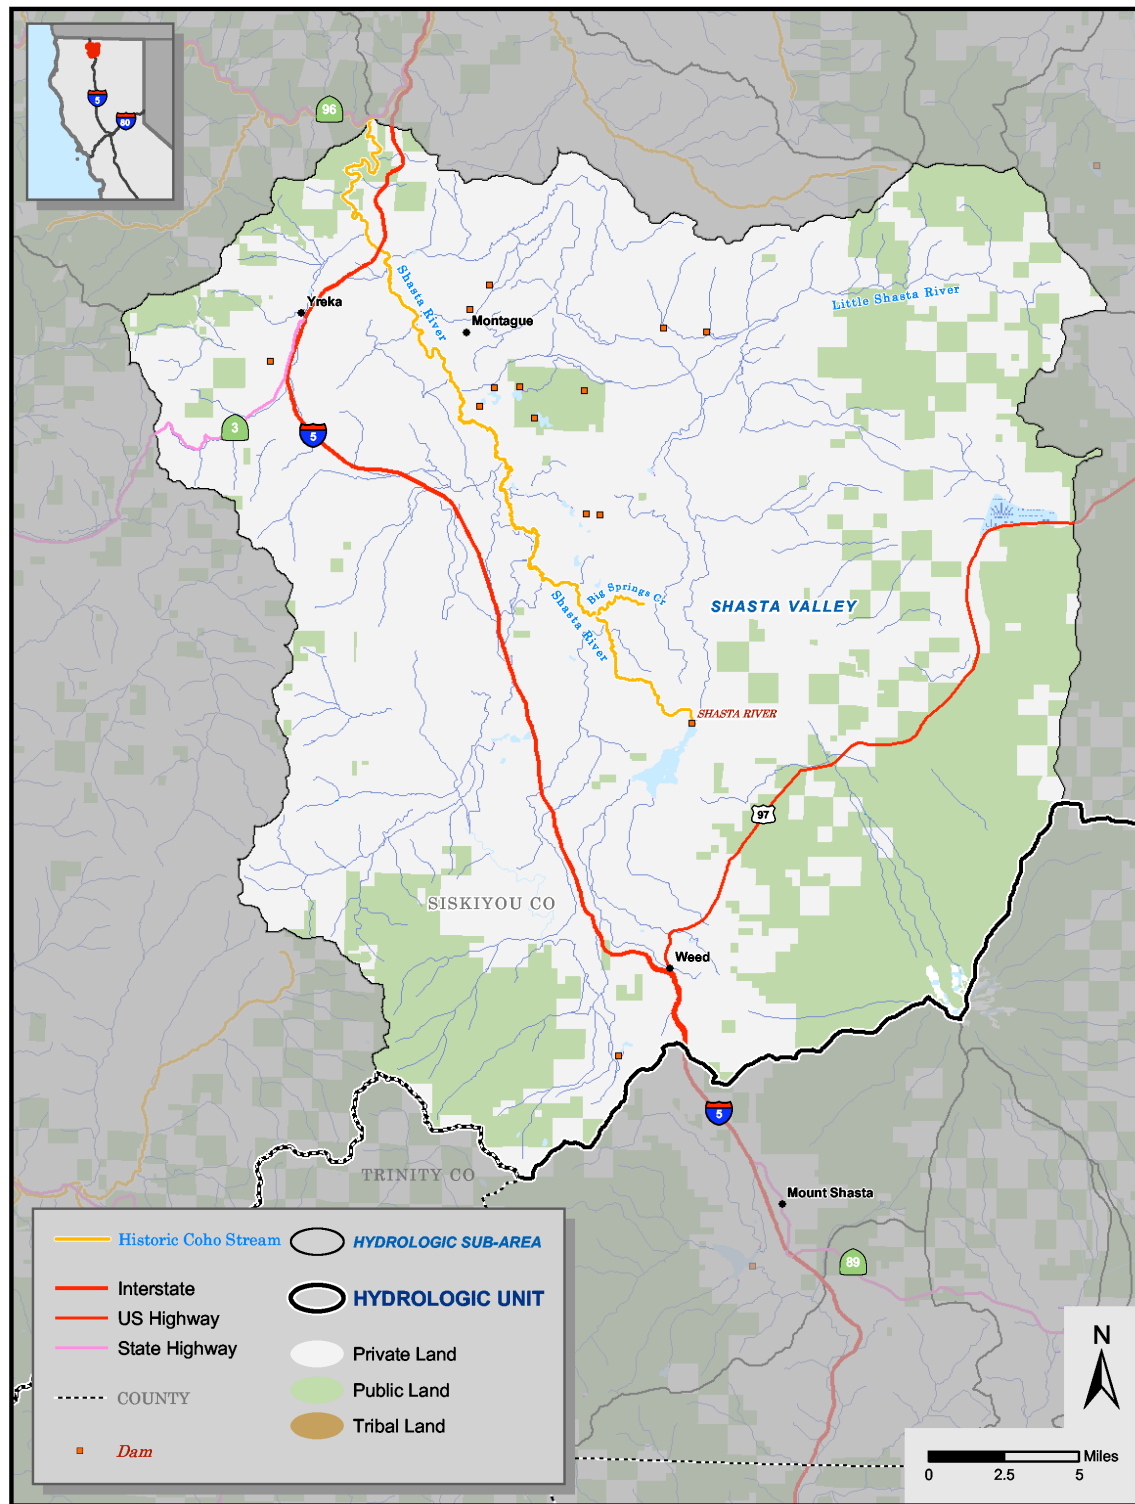 5
80
96
Yreka
Shasta River
Montague
Little Shasta River
3
5
Big Springs Cr
Shasta River
SHASTA VALLEY
SHASTA RIVER
97
SISKIYOU CO
Weed
5
TRINITY CO
Mount Shasta
89
Historic Coho Stream
HYDROLOGIC SUB-AREA
Interstate
HYDROLOGIC UNIT
US Highway
State Highway
Private Land
COUNTY
Public Land
Tribal Land
Dam
N
Miles
0 2.5 5